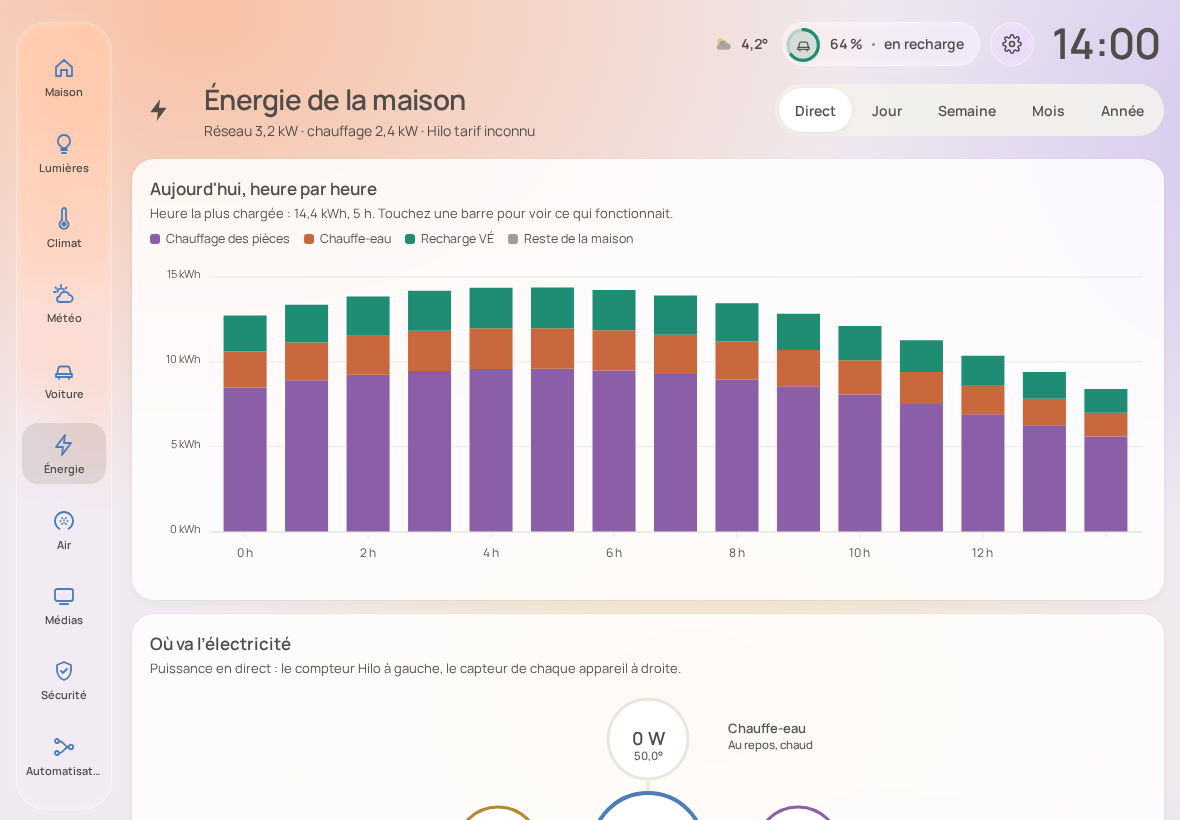 4,2°
64 % • en recharge
14:00
Maison
Lumières
Climat
Météo
Voiture
Énergie
Air
Médias
Sécurité
Automatisat…
Énergie de la maison
Réseau 3,2 kW · chauffage 2,4 kW · Hilo tarif inconnu
Direct
Jour
Semaine
Mois
Année
Aujourd'hui, heure par heure
Heure la plus chargée : 14,4 kWh, 5 h. Touchez une barre pour voir ce qui fonctionnait.
Chauffage des pièces
Chauffe-eau
Recharge VÉ
Reste de la maison
15 kWh
10 kWh
5 kWh
0 kWh
0 h
2 h
4 h
6 h
8 h
10 h
12 h
Où va l’électricité
Puissance en direct : le compteur Hilo à gauche, le capteur de chaque appareil à droite.
0 W
50,0°
Chauffe-eau
Au repos, chaud